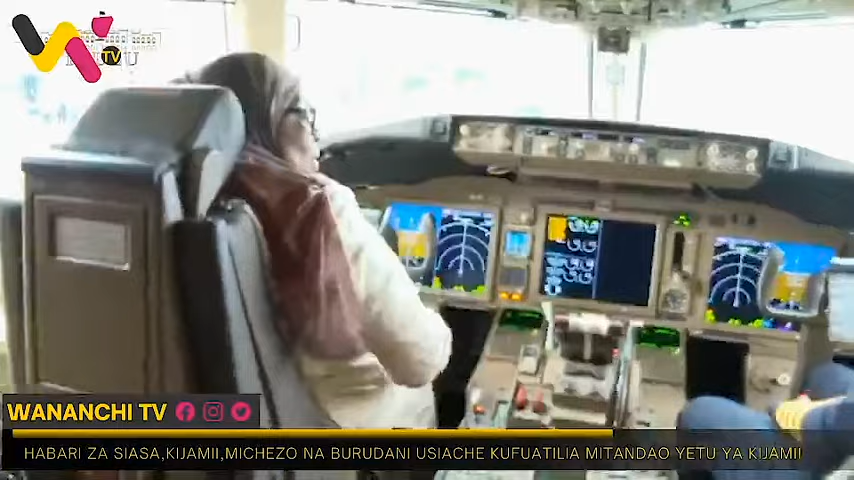 TV
WANANCHI TV
HABARI ZA SIASA,KIJAMII,MICHEZO NA BURUDANI USIACHE KUFUATILIA MITANDAO YETU YA KIJAMII